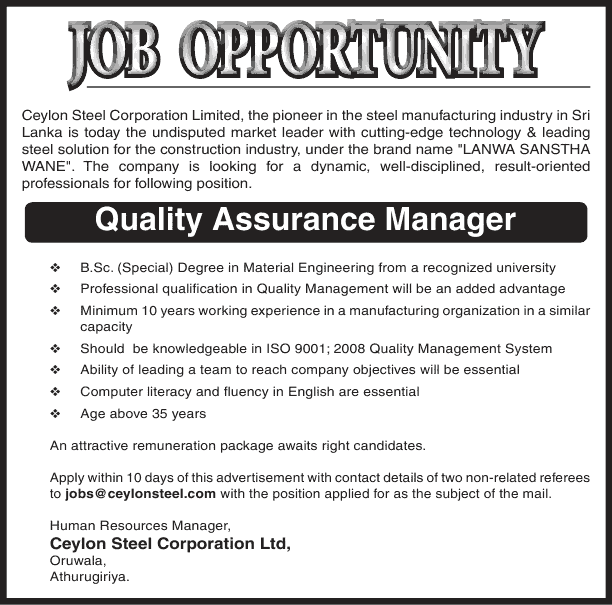 JOB OPPORTUNITY
Ceylon Steel Corporation Limited, the pioneer in the steel manufacturing industry in Sri
Lanka is today the undisputed market leader with cutting-edge technology & leading
steel solution for the construction industry, under the brand name "LANWA SANSTHA
WANE". The company is looking for a dynamic, well-disciplined, result-oriented
professionals for following position.
Quality Assurance Manager
❖ B.Sc. (Special) Degree in Material Engineering from a recognized university
❖ Professional qualification in Quality Management will be an added advantage
❖ Minimum 10 years working experience in a manufacturing organization in a similar
capacity
❖ Should be knowledgeable in ISO 9001; 2008 Quality Management System
❖ Ability of leading a team to reach company objectives will be essential
❖ Computer literacy and fluency in English are essential
❖ Age above 35 years
An attractive remuneration package awaits right candidates.
Apply within 10 days of this advertisement with contact details of two non-related referees
to jobs@ceylonsteel.com with the position applied for as the subject of the mail.
Human Resources Manager,
Ceylon Steel Corporation Ltd,
Oruwala,
Athurugiriya.